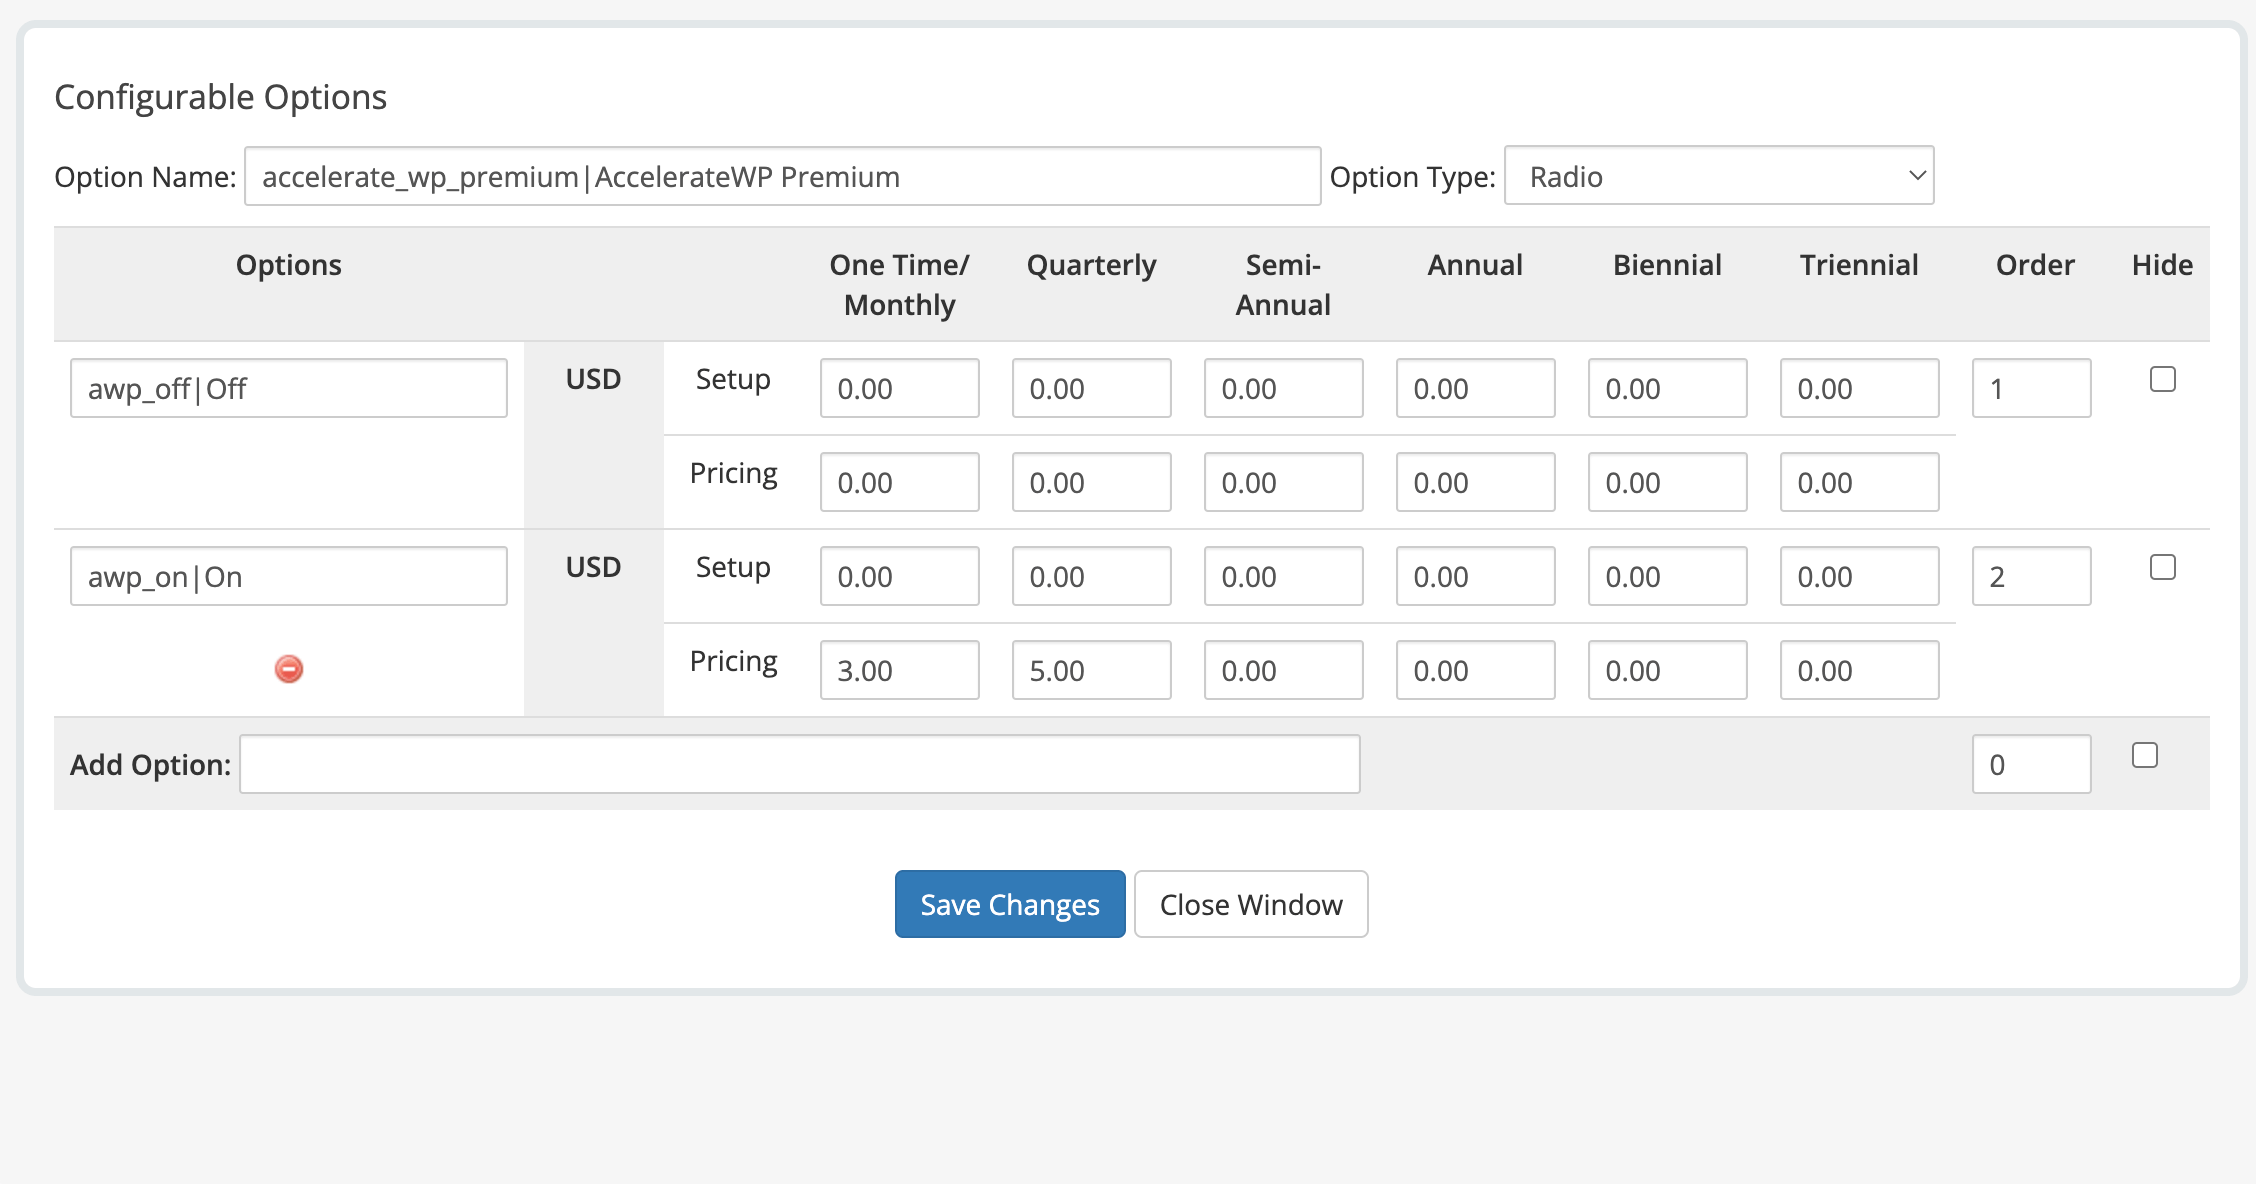 Configurable Options
Option Name: accelerate_wp_premium|AccelerateWP Premium Option Type: Radio
Options One Time/ Monthly Quarterly Semi-Annual Annual Biennial Triennial Order Hide
awp_off|Off USD Setup 0.00 0.00 0.00 0.00 0.00 0.00 1
Pricing 0.00 0.00 0.00 0.00 0.00 0.00
awp_on|On USD Setup 0.00 0.00 0.00 0.00 0.00 0.00 2
Pricing 3.00 5.00 0.00 0.00 0.00 0.00
Add Option: 0
Save Changes Close Window